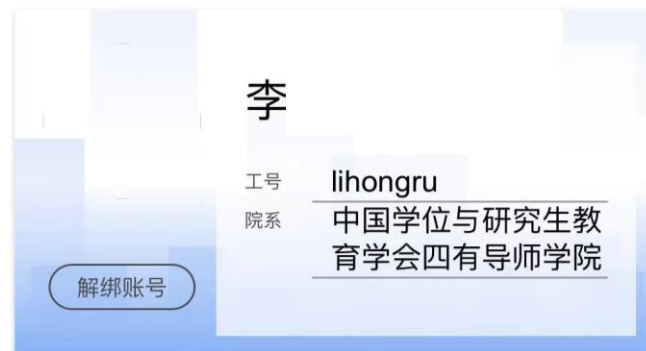 李
工号 lihongru
院系 中国学位与研究生教
育学会四有导师学院
解绑账号